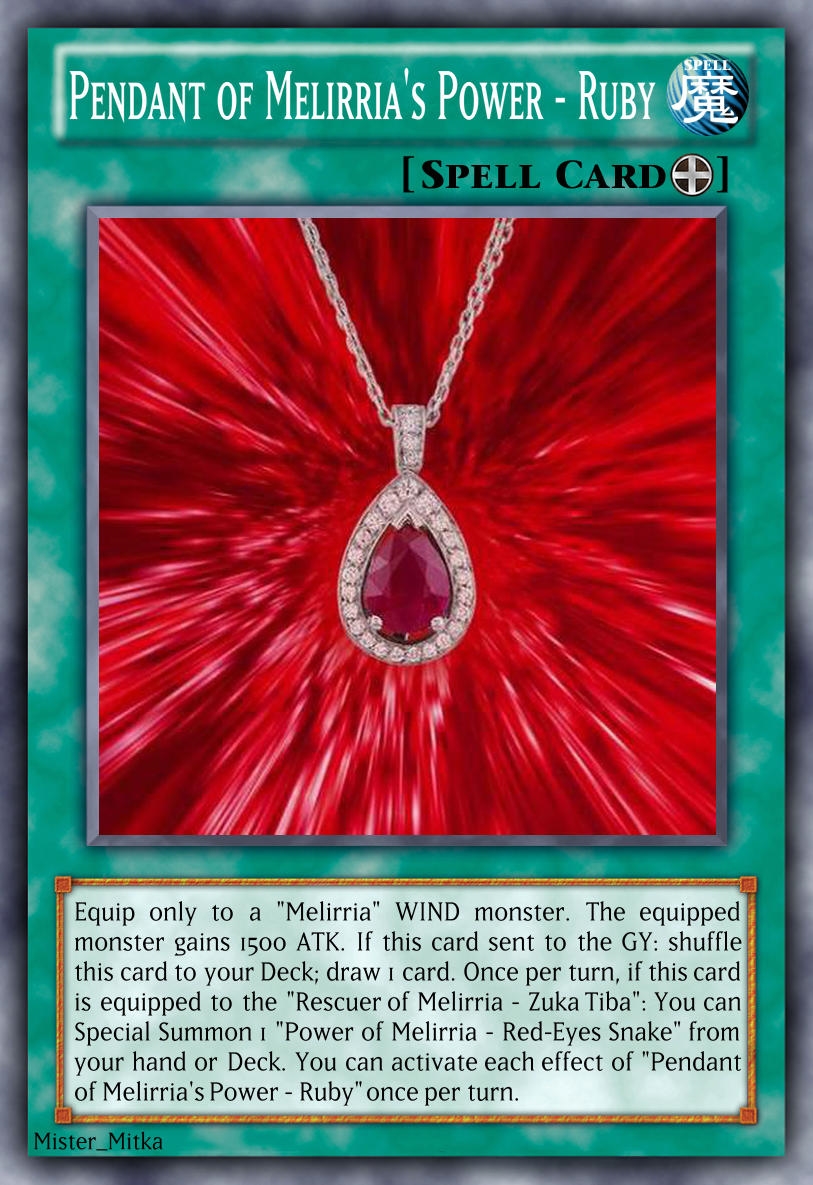 Pendant of Melirria's Power - Ruby
SPELL
魔
[Spell Card]
Equip only to a "Melirria" WIND monster. The equipped
monster gains 1500 ATK. If this card sent to the GY: shuffle
this card to your Deck; draw 1 card. Once per turn, if this card
is equipped to the "Rescuer of Melirria - Zuka Tiba": You can
Special Summon 1 "Power of Melirria - Red-Eyes Snake" from
your hand or Deck. You can activate each effect of "Pendant
of Melirria's Power - Ruby" once per turn.
Mister_Mitka